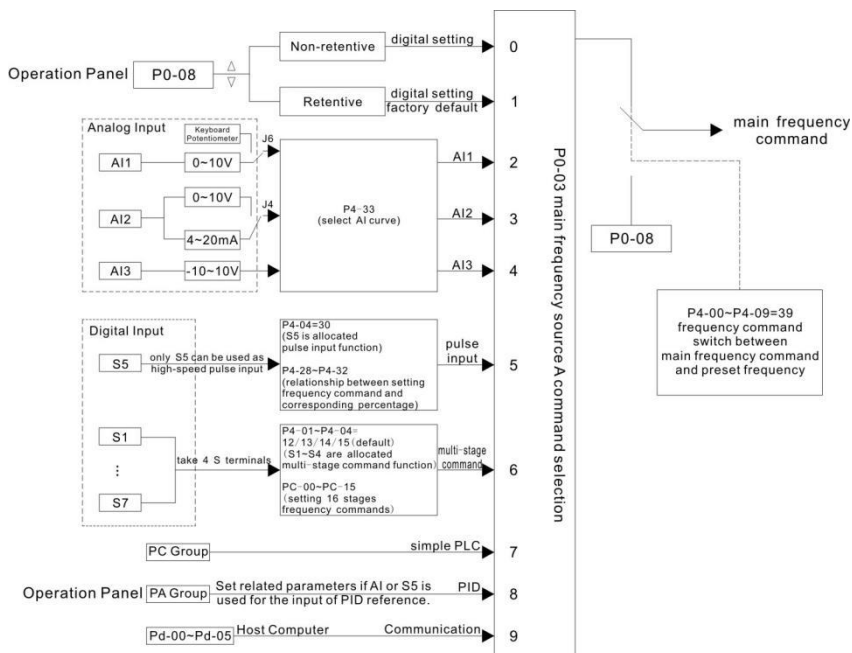 Operation Panel
P0-08
Non-retentive
digital setting
0
Retentive
digital setting
factory default
1
Analog Input
Keyboard
Potentiometer
J6
AI1
0~10V
AI1
2
0~10V
J4
AI2
4~20mA
P4-33
(select AI curve)
AI2
3
AI3
-10~10V
AI3
4
Digital Input
S5
only S5 can be used as
high-speed pulse input
P4-04=30
(S5 is allocated
pulse input function)
P4-28~P4-32
(relationship between setting
frequency command and
corresponding percentage)
pulse
input
5
S1
⋮
S7
take 4 S terminals
P4-01~P4-04=
12/13/14/15(default)
(S1~S4 are allocated
multi-stage command function)
PC-00~PC-15
(setting 16 stages
frequency commands)
multi-stage
command
6
PC Group
simple PLC
7
Operation Panel
PA Group
Set related parameters if AI or S5 is
used for the input of PID reference.
PID
8
Pd-00~Pd-05
Host Computer
Communication
9
P0-03 main frequency source A command selection
main frequency
command
P0-08
P4-00~P4-09=39
frequency command
switch between
main frequency command
and preset frequency